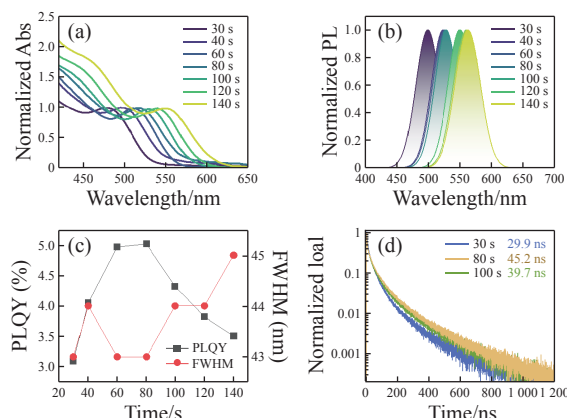 (a)
30 s
40 s
60 s
80 s
100 s
120 s
140 s
Normalized Abs
2.5
2.0
1.5
1.0
0.5
0
450 500 550 600 650
Wavelength/nm
(b)
30 s
40 s
60 s
80 s
100 s
120 s
140 s
Normalized PL
1.0
0.8
0.6
0.4
0.2
0
400 450 500 550 600 650 700
Wavelength/nm
(c)
PLQY (%)
5.0
4.5
4.0
3.5
3.0
45
44
43
FWHM (nm)
PLQY
FWHM
20 40 60 80 100 120 140
Time/s
(d)
30 s 29.9 ns
80 s 45.2 ns
100 s 39.7 ns
Normalized loal
1
0.1
0.01
0.001
0 200 400 600 800 1 000 1 200
Time/ns